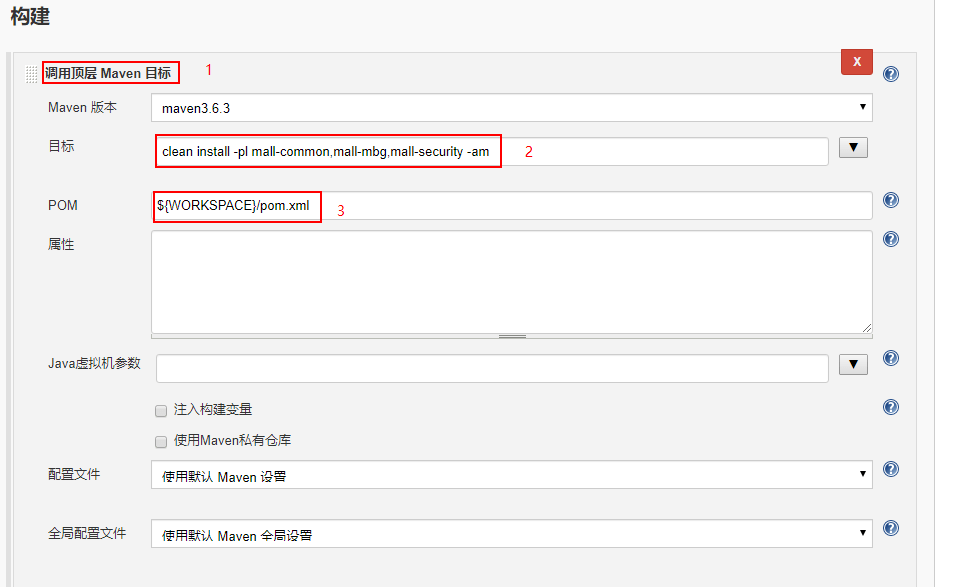 构建
调用顶层 Maven 目标 1
X
Maven 版本 maven3.6.3
目标 clean install -pl mall-common,mall-mbg,mall-security -am 2
POM ${WORKSPACE}/pom.xml 3
属性
Java虚拟机参数
注入构建变量
使用Maven私有仓库
配置文件 使用默认 Maven 设置
全局配置文件 使用默认 Maven 全局设置